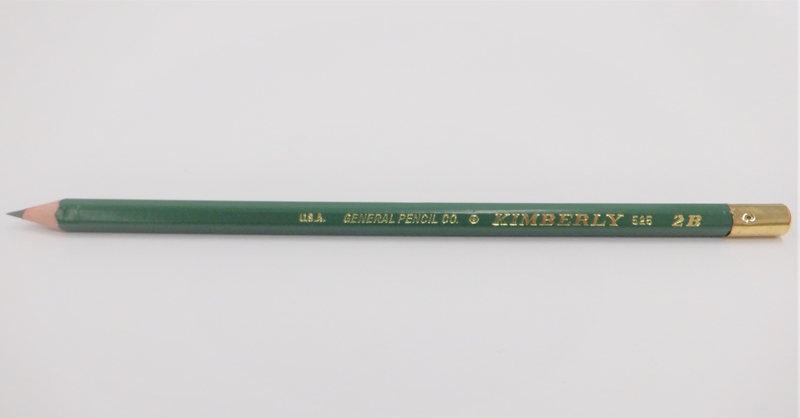 U.S.A. GENERAL PENCIL CO. G KIMBERLY 525 2B